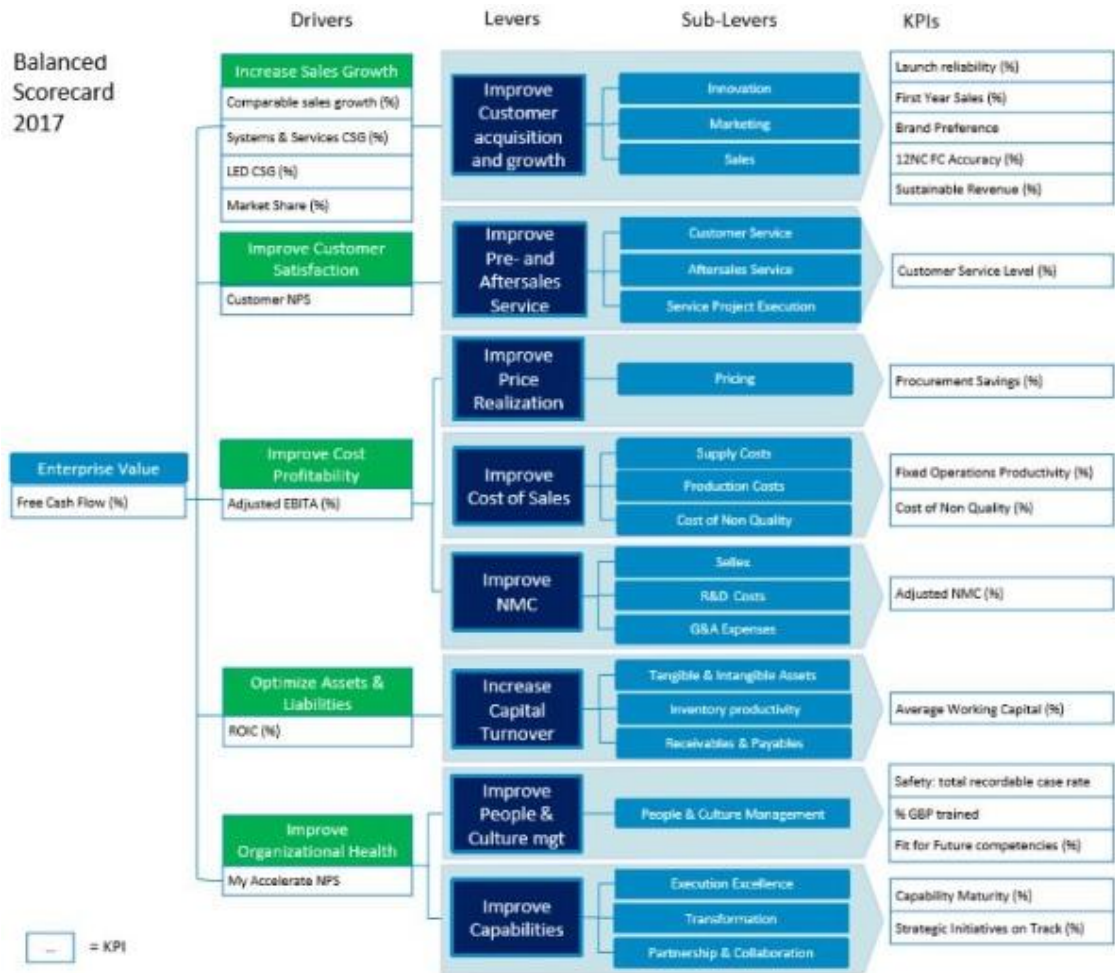 Drivers
Levers
Sub-Levers
KPIs
Balanced
Scorecard
2017
Increase Sales Growth
Comparable sales growth (%)
Systems & Services CSG (%)
LED CSG (%)
Market Share (%)
Improve
Customer
acquisition
and growth
Innovation
Marketing
Sales
Launch reliability (%)
First Year Sales (%)
Brand Preference
12NC FC Accuracy (%)
Sustainable Revenue (%)
Improve Customer
Satisfaction
Customer NPS
Improve
Pre- and
Aftersales
Service
Customer Service
Aftersales Service
Service Project Execution
Customer Service Level (%)
Improve
Price
Realization
Pricing
Procurement Savings (%)
Enterprise Value
Free Cash Flow (%)
Improve Cost
Profitability
Adjusted EBITA (%)
Improve
Cost of Sales
Supply Costs
Production Costs
Cost of Non Quality
Fixed Operations Productivity (%)
Cost of Non Quality (%)
Improve
NMC
Sellex
R&D Costs
G&A Expenses
Adjusted NMC (%)
Optimize Assets &
Liabilities
ROIC (%)
Increase
Capital
Turnover
Tangible & Intangible Assets
Inventory productivity
Receivables & Payables
Average Working Capital (%)
Improve
Organizational Health
My Accelerate NPS
Improve
People &
Culture mgt
People & Culture Management
Safety: total recordable case rate
% GBP trained
Fit for Future competencies (%)
Improve
Capabilities
Execution Excellence
Transformation
Partnership & Collaboration
Capability Maturity (%)
Strategic Initiatives on Track (%)
... = KPI